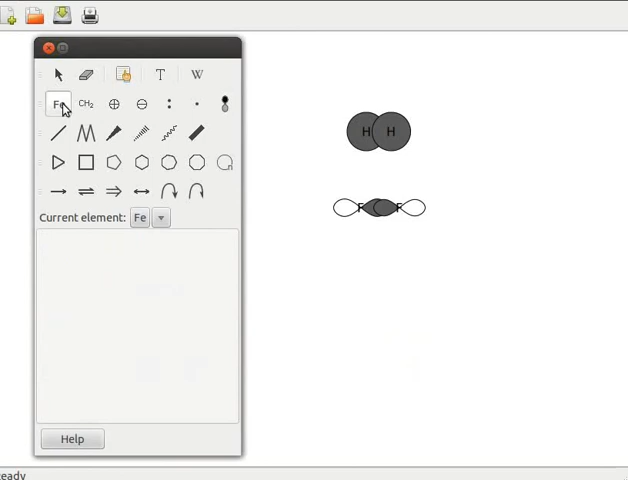 T W
Fe CH₂
H H
F F
Current element: Fe
Help
eady